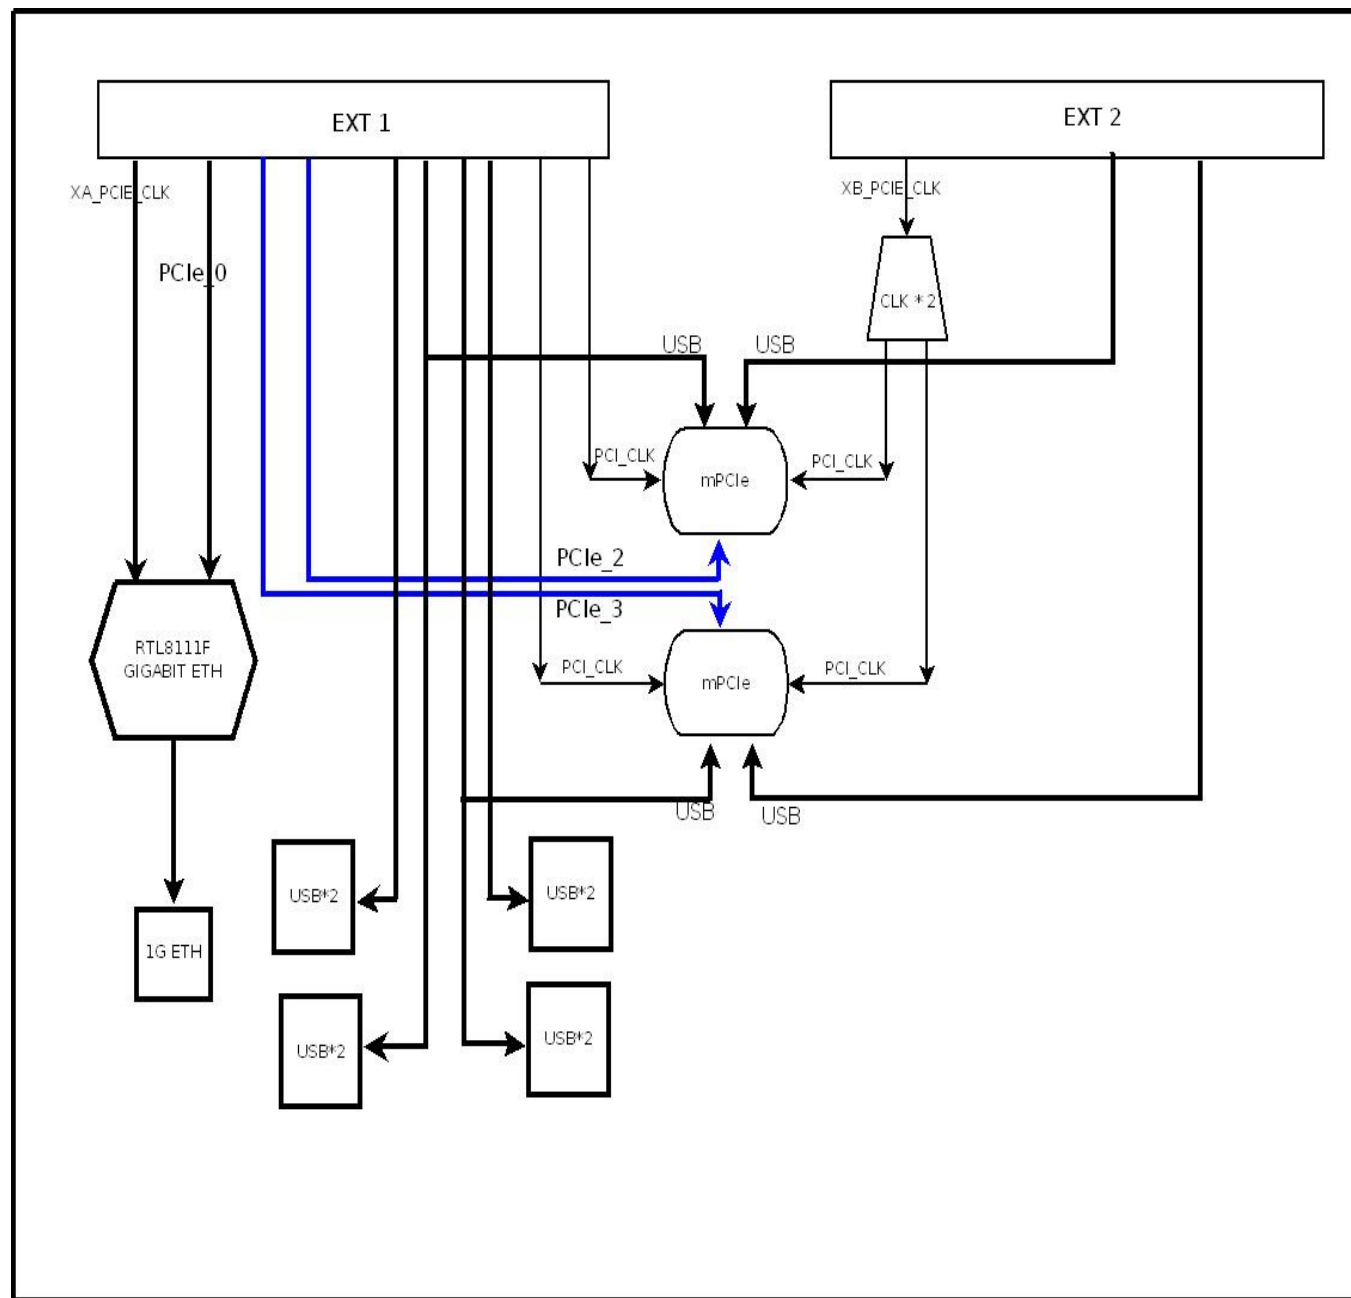 EXT 1
EXT 2
XA_PCIE_CLK
XB_PCIE_CLK
PCIe_0
CLK * 2
USB
USB
PCI_CLK
PCI_CLK
mPCIe
PCIe_2
PCIe_3
RTL8111F
GIGABIT ETH
PCI_CLK
PCI_CLK
mPCIe
USB
USB
USB*2
USB*2
1G ETH
USB*2
USB*2